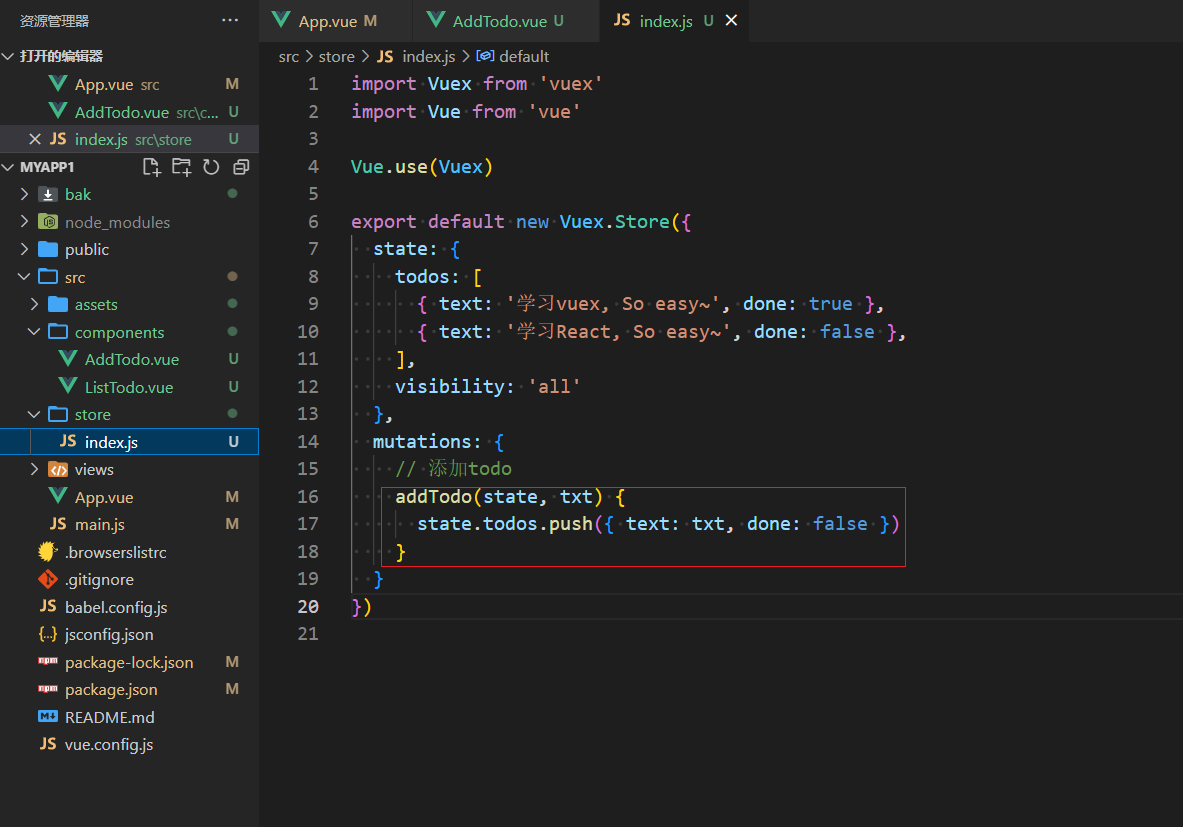 资源管理器 ···
打开的编辑器
App.vue src M
AddTodo.vue src\c... U
JS index.js src\store U
MYAPP1
bak
node_modules
public
src
assets
components
AddTodo.vue U
ListTodo.vue U
store
JS index.js U
views
App.vue M
JS main.js M
.browserslistrc
.gitignore
JS babel.config.js
{..} jsconfig.json
npm package-lock.json M
npm package.json M
M↓ README.md
JS vue.config.js
App.vue M AddTodo.vue U JS index.js U
src > store > JS index.js > default
1 import Vuex from 'vuex'
2 import Vue from 'vue'
3
4 Vue.use(Vuex)
5
6 export default new Vuex.Store({
7 state: {
8 todos: [
9 { text: '学习vuex, So easy~', done: true },
10 { text: '学习React, So easy~', done: false },
11 ],
12 visibility: 'all'
13 },
14 mutations: {
15 // 添加todo
16 addTodo(state, txt) {
17 state.todos.push({ text: txt, done: false })
18 }
19 }
20 })
21